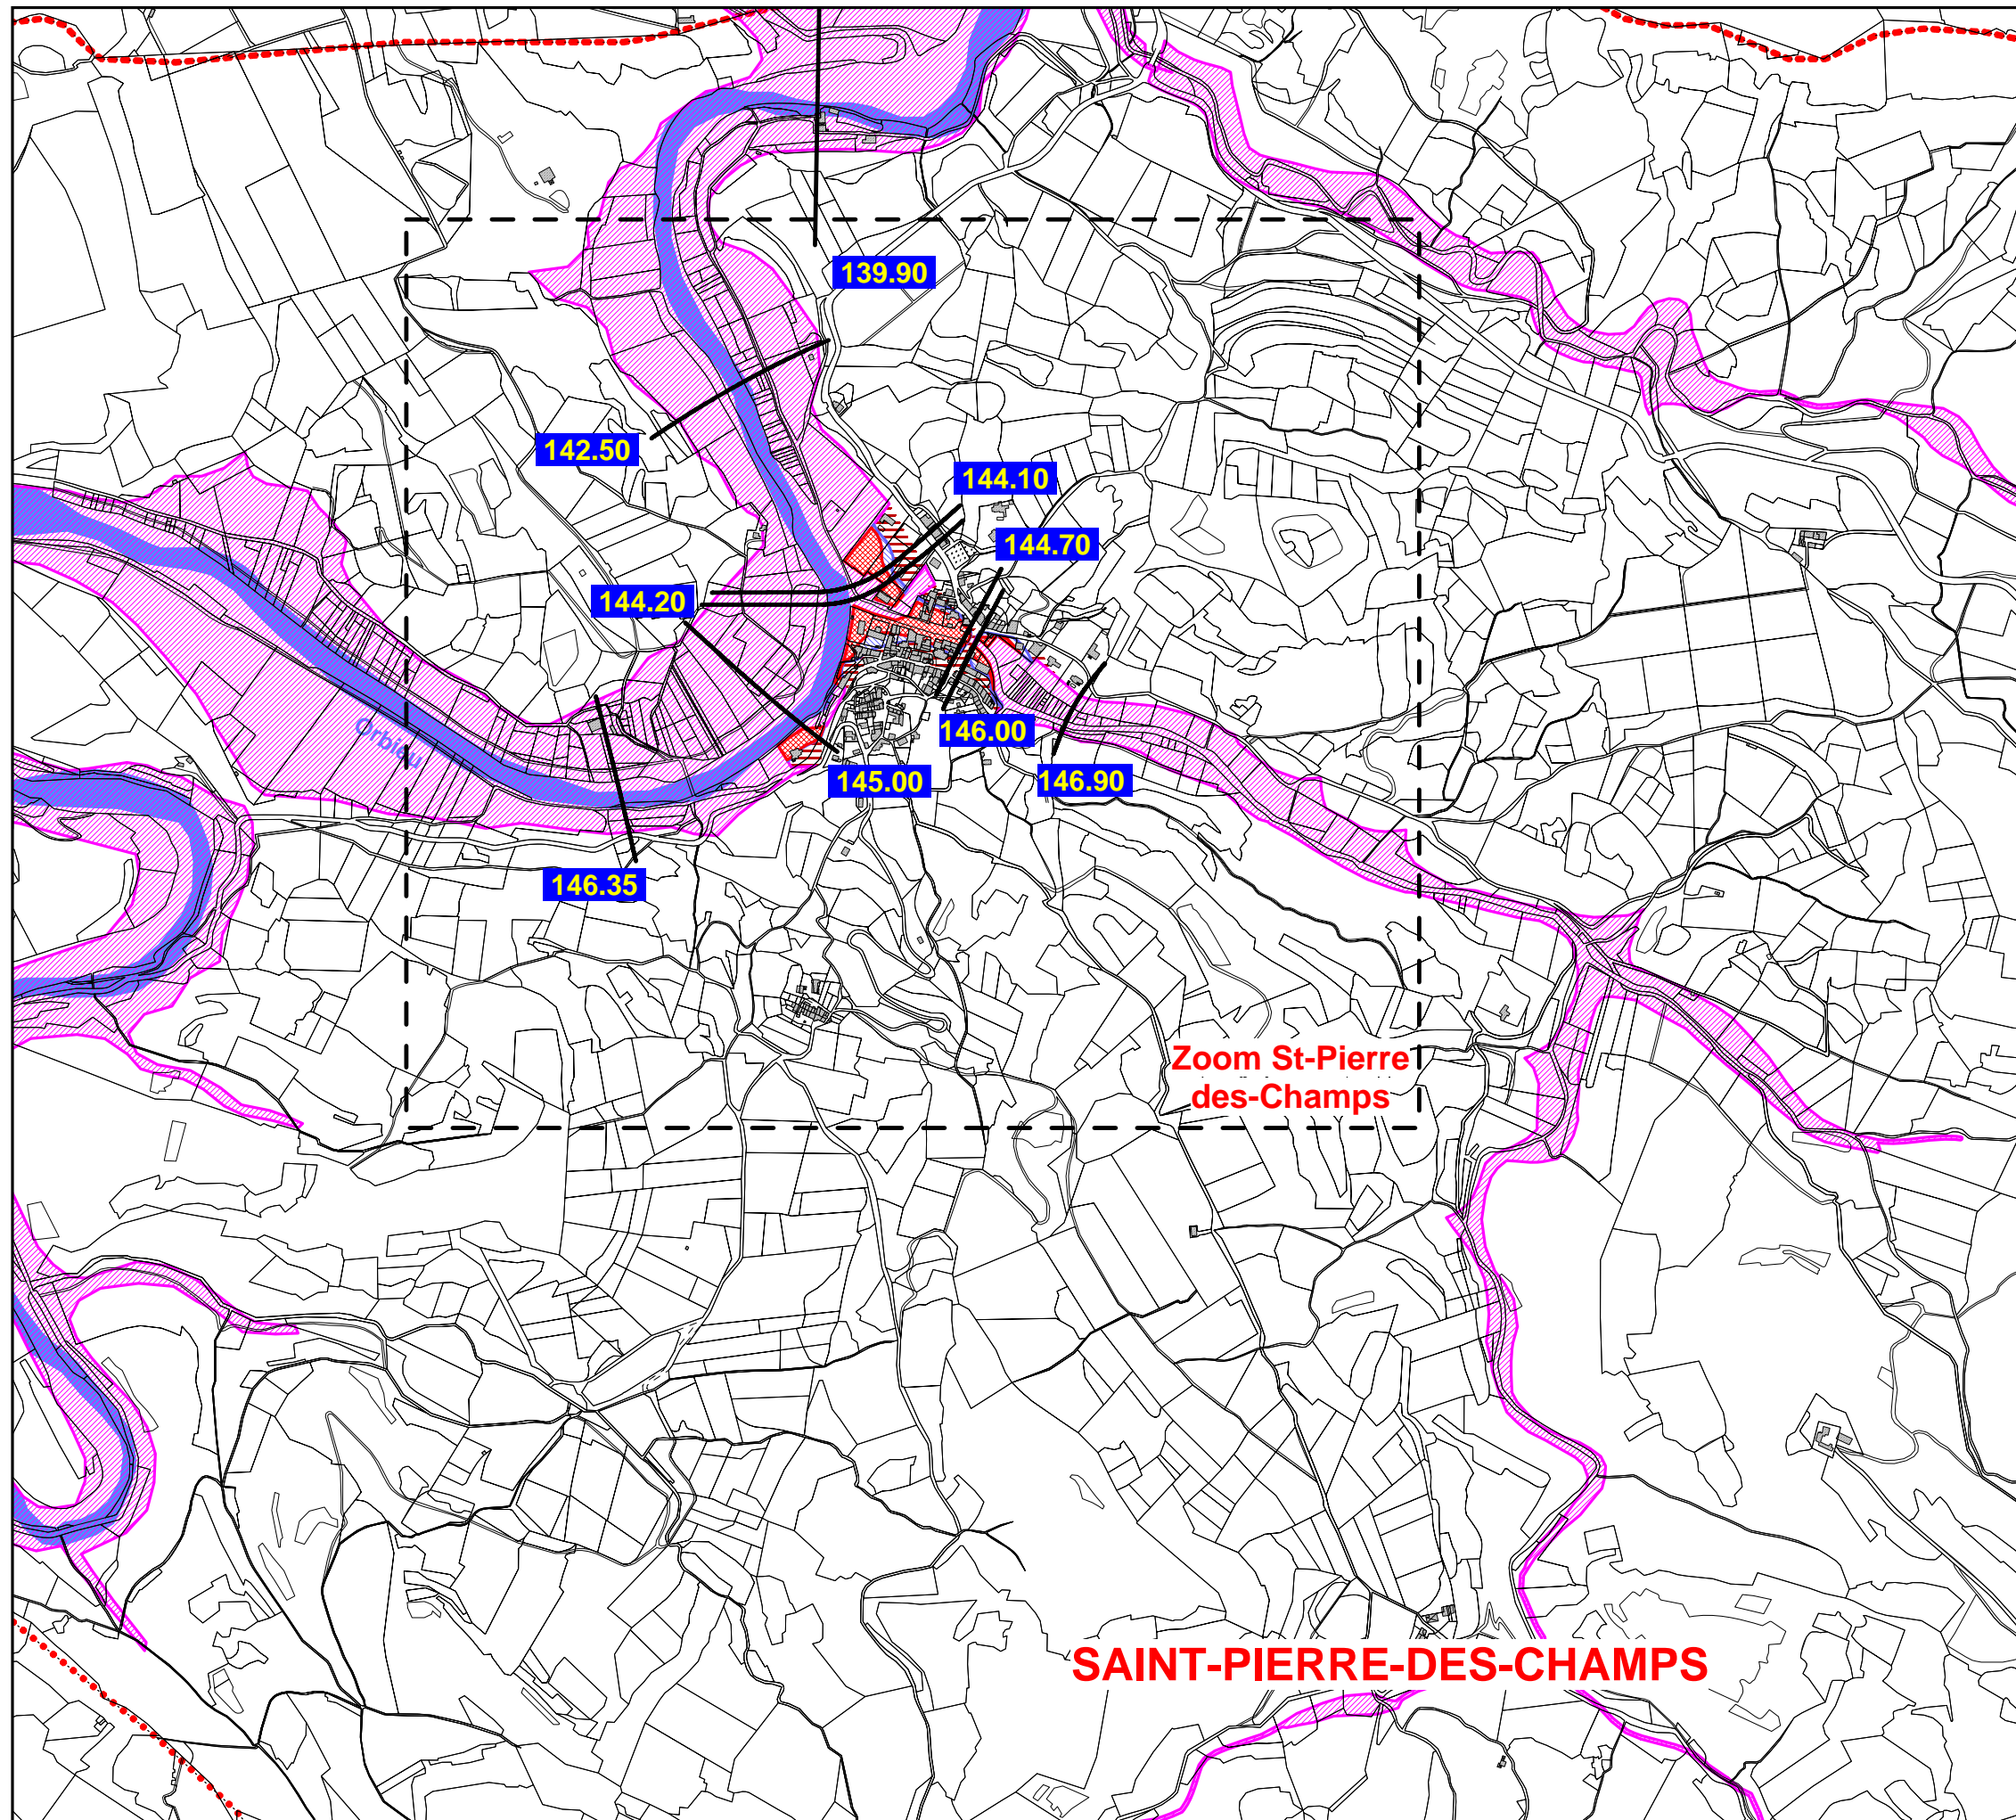 139.90
142.50
144.10
144.70
144.20
Orbieu
146.00
145.00
146.90
146.35
Zoom St-Pierre
des-Champs
SAINT-PIERRE-DES-CHAMPS